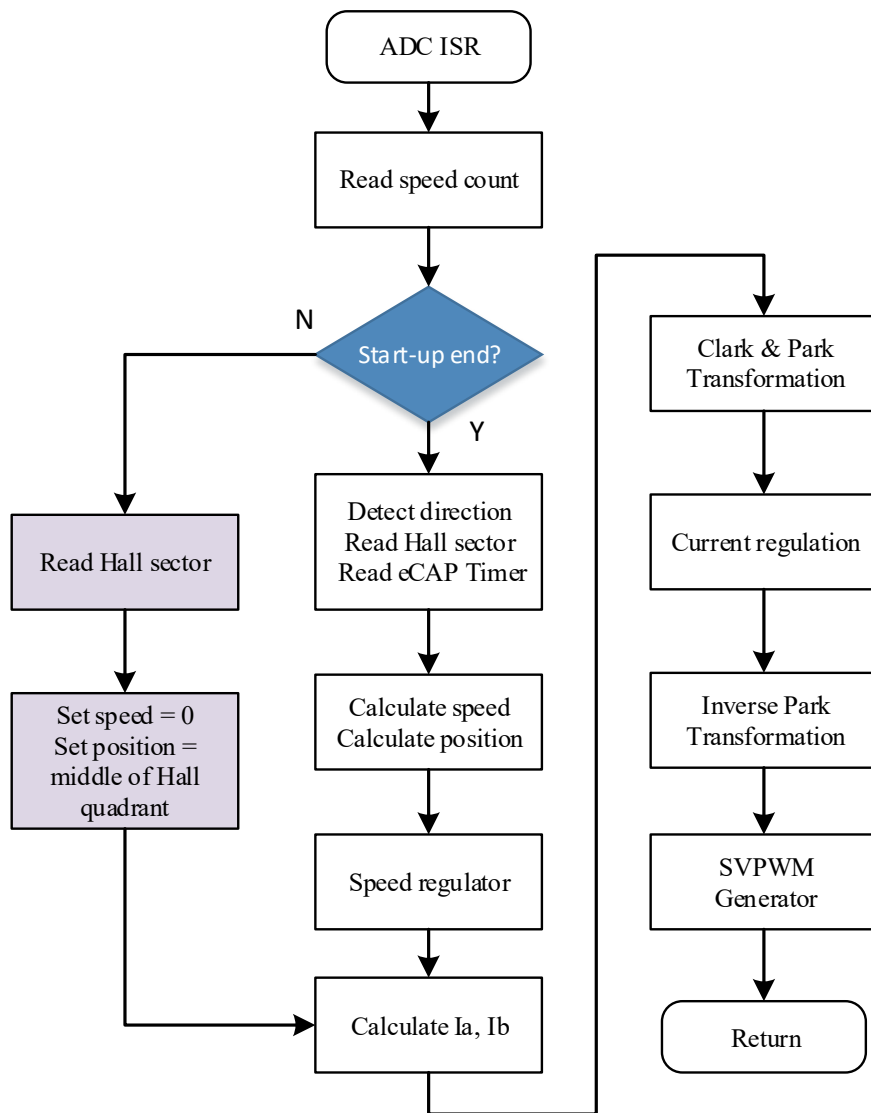 ADC ISR
Read speed count
Start-up end?
N
Y
Read Hall sector
Set speed = 0
Set position =
middle of Hall
quadrant
Detect direction
Read Hall sector
Read eCAP Timer
Calculate speed
Calculate position
Speed regulator
Calculate Ia, Ib
Clark & Park
Transformation
Current regulation
Inverse Park
Transformation
SVPWM
Generator
Return